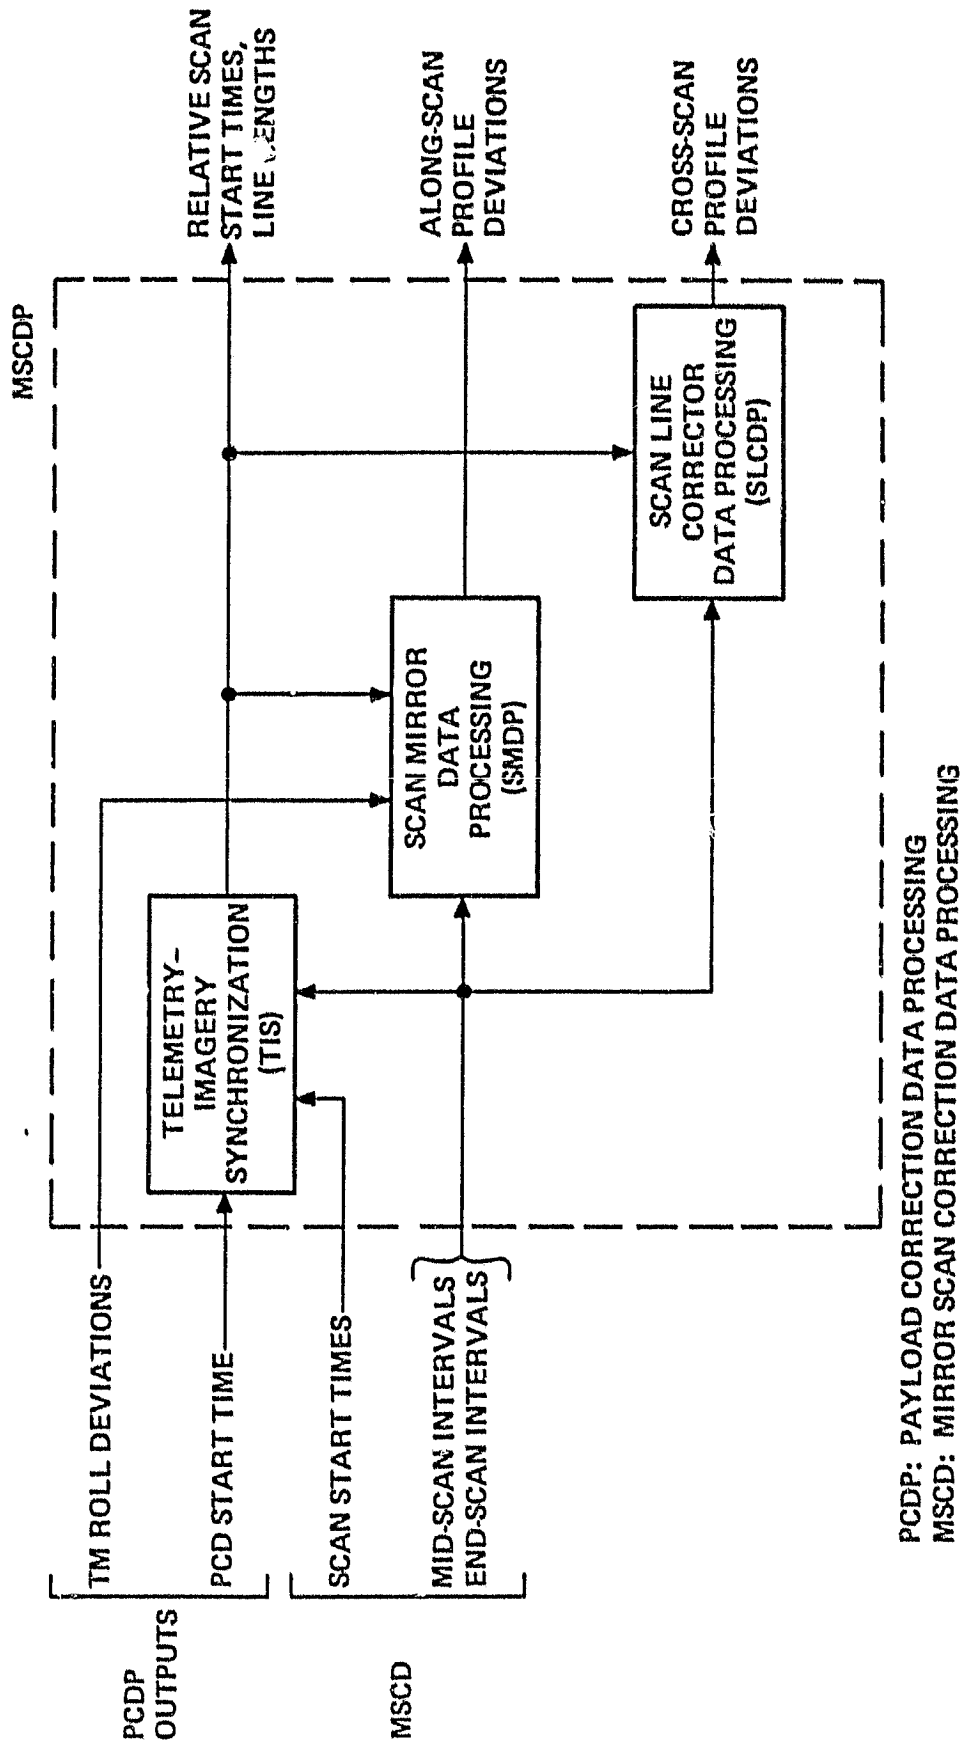 MSCDP
PCDP
OUTPUTS
TM ROLL DEVIATIONS
PCD START TIME
MSCD
SCAN START TIMES
MID-SCAN INTERVALS
END-SCAN INTERVALS
TELEMETRY–
IMAGERY
SYNCHRONIZATION
(TIS)
SCAN MIRROR
DATA
PROCESSING
(SMDP)
SCAN LINE
CORRECTOR
DATA PROCESSING
(SLCDP)
RELATIVE SCAN
START TIMES,
LINE LENGTHS
ALONG-SCAN
PROFILE
DEVIATIONS
CROSS-SCAN
PROFILE
DEVIATIONS
PCDP: PAYLOAD CORRECTION DATA PROCESSING
MSCD: MIRROR SCAN CORRECTION DATA PROCESSING